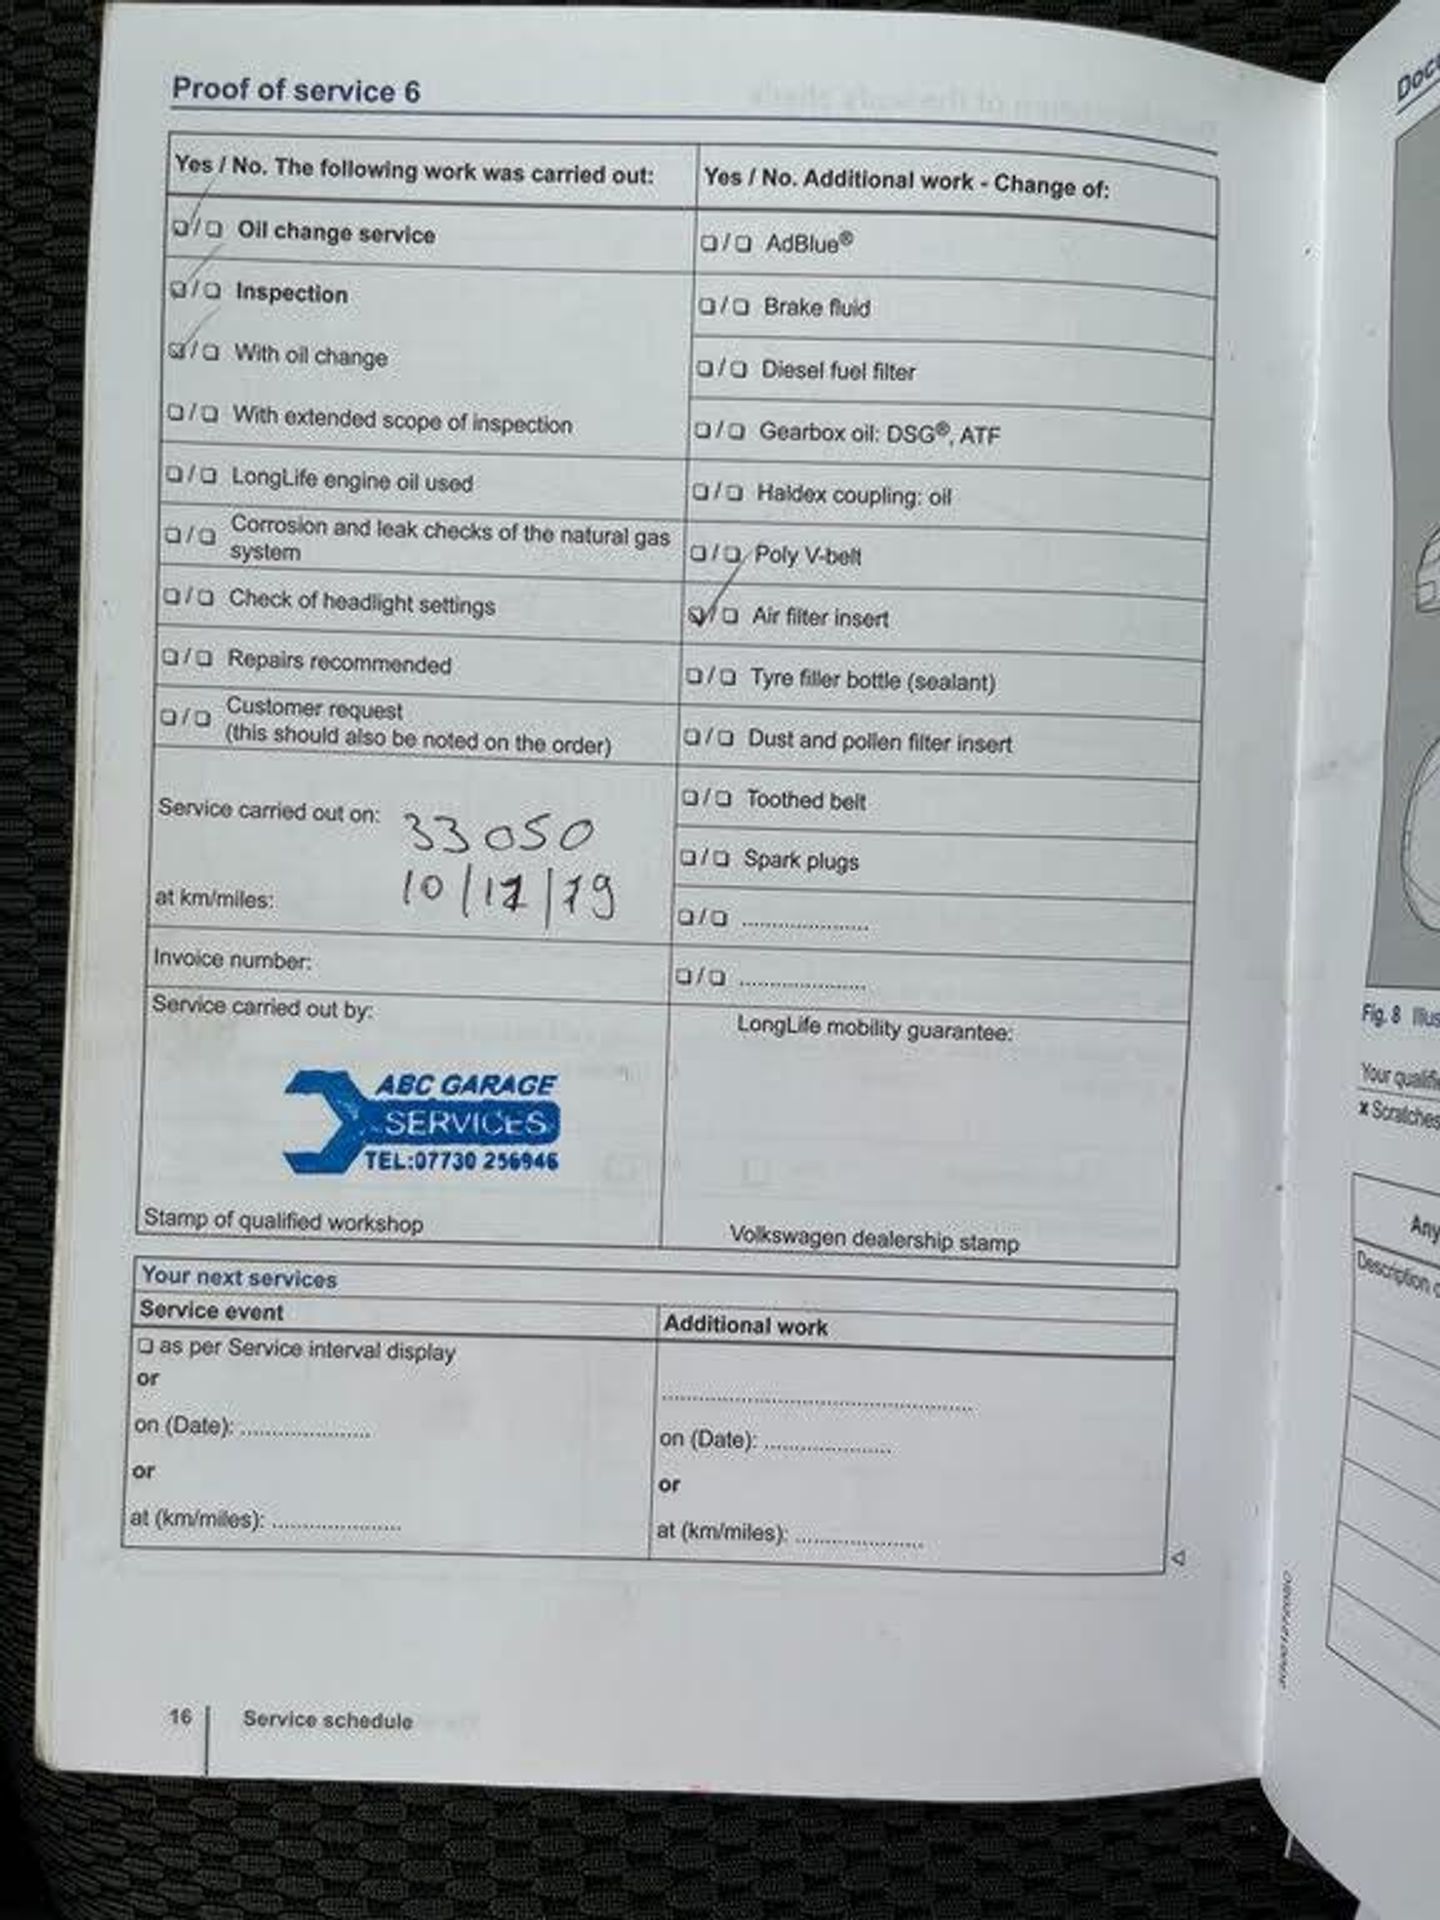 Proof of service 6
Yes / No. The following work was carried out:
Oil change service
Inspection
With oil change
With extended scope of inspection
LongLife engine oil used
Corrosion and leak checks of the natural gas
system
Check of headlight settings
Repairs recommended
Customer request
(this should also be noted on the order)
Service carried out on: 33050
at km/miles: 10/12/19
Invoice number:
Service carried out by:
ABC GARAGE
SERVICES
TEL:07730 256946
Stamp of qualified workshop
Yes / No. Additional work - Change of:
AdBlue®
Brake fluid
Diesel fuel filter
Gearbox oil: DSG®, ATF
Haldex coupling: oil
Poly V-belt
Air filter insert
Tyre filler bottle (sealant)
Dust and pollen filter insert
Toothed belt
Spark plugs
LongLife mobility guarantee:
Volkswagen dealership stamp
Your next services
Service event
as per Service interval display
or
on (Date): ....................
or
at (km/miles): ....................
Additional work
on (Date): ....................
or
at (km/miles): ....................
16 Service schedule
Fig. 8
Your
x Scratches
Any
Description